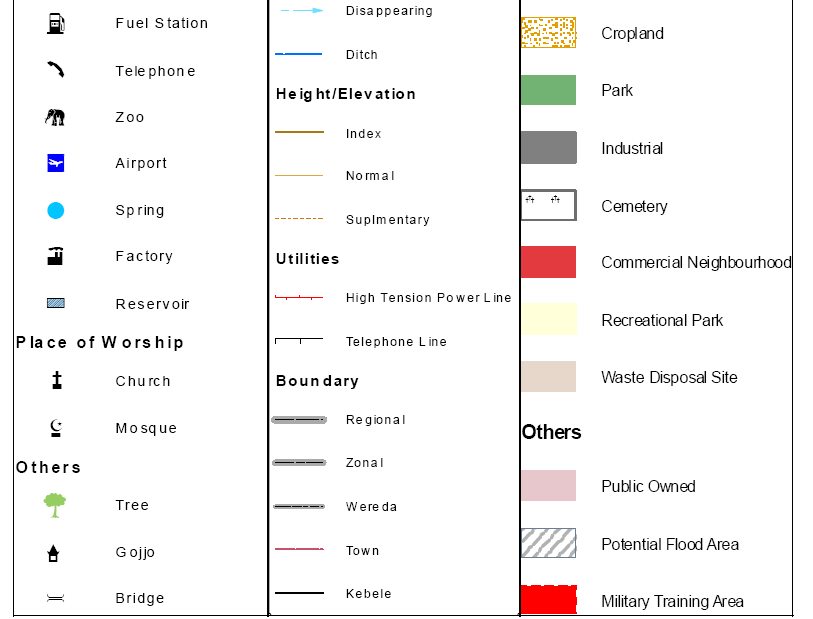 Fuel Station
Telephone
Zoo
Airport
Spring
Factory
Reservoir
Place of Worship
Church
Mosque
Others
Tree
Gojjo
Bridge
Disappearing
Ditch
Height/Elevation
Index
Normal
Suplmentary
Utilities
High Tension Power Line
Telephone Line
Boundary
Regional
Zonal
Wereda
Town
Kebele
Cropland
Park
Industrial
Cemetery
Commercial Neighbourhood
Recreational Park
Waste Disposal Site
Others
Public Owned
Potential Flood Area
Military Training Area